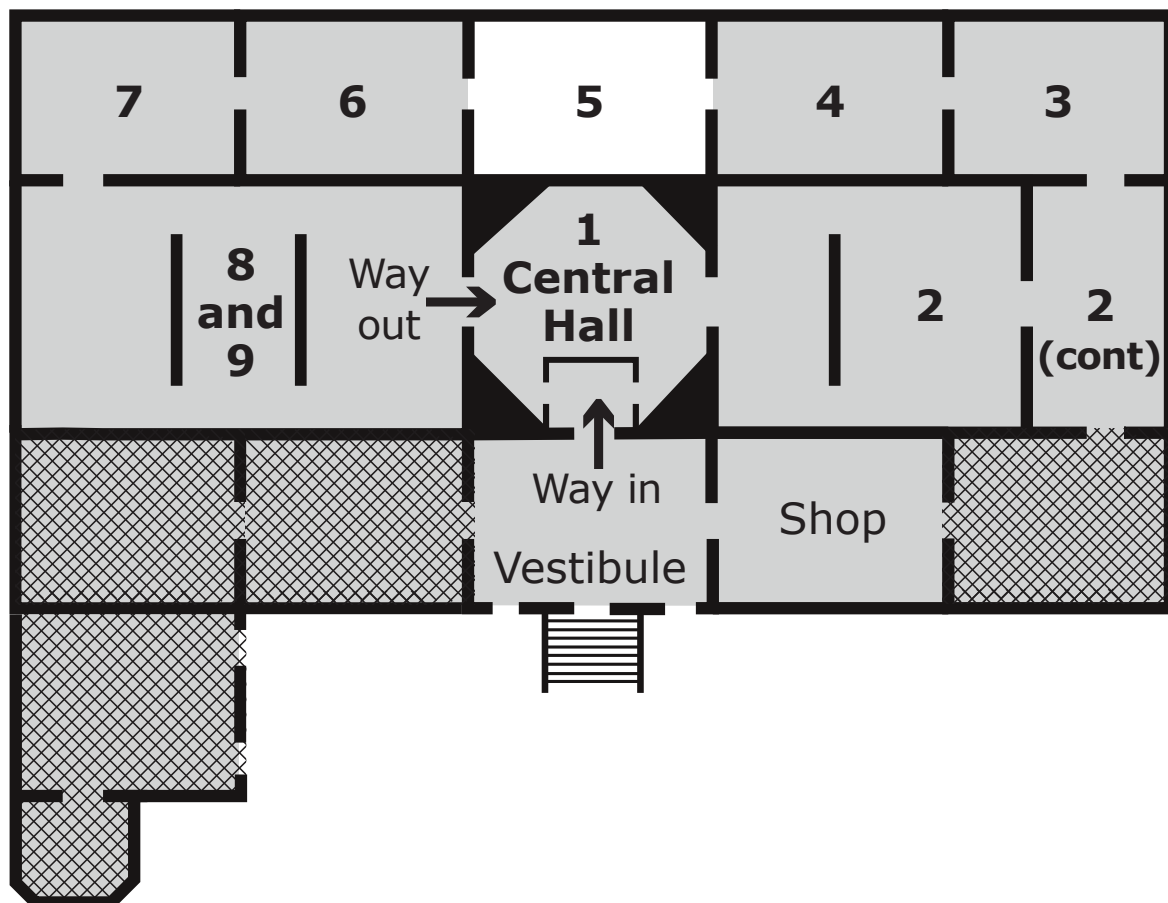 7
6
5
4
3
8
and
9
Way
out
1
Central
Hall
2
2
(cont)
Way in
Vestibule
Shop